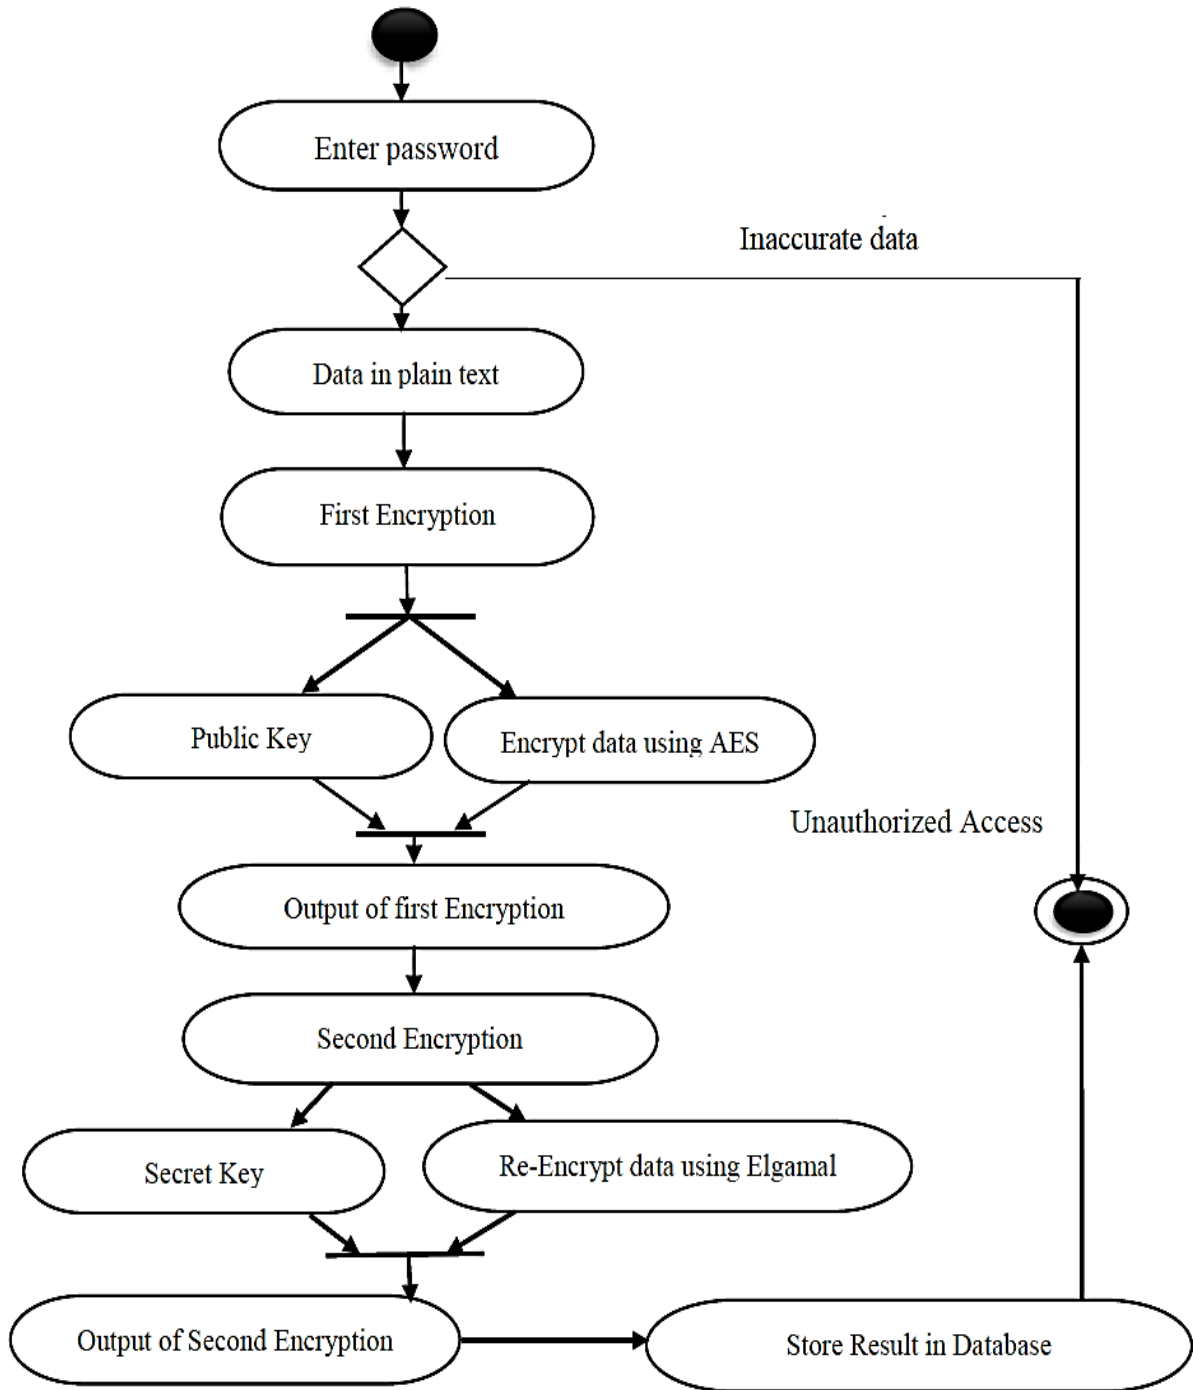 Enter password
Inaccurate data
Data in plain text
First Encryption
Public Key
Encrypt data using AES
Unauthorized Access
Output of first Encryption
Second Encryption
Secret Key
Re-Encrypt data using Elgamal
Output of Second Encryption
Store Result in Database